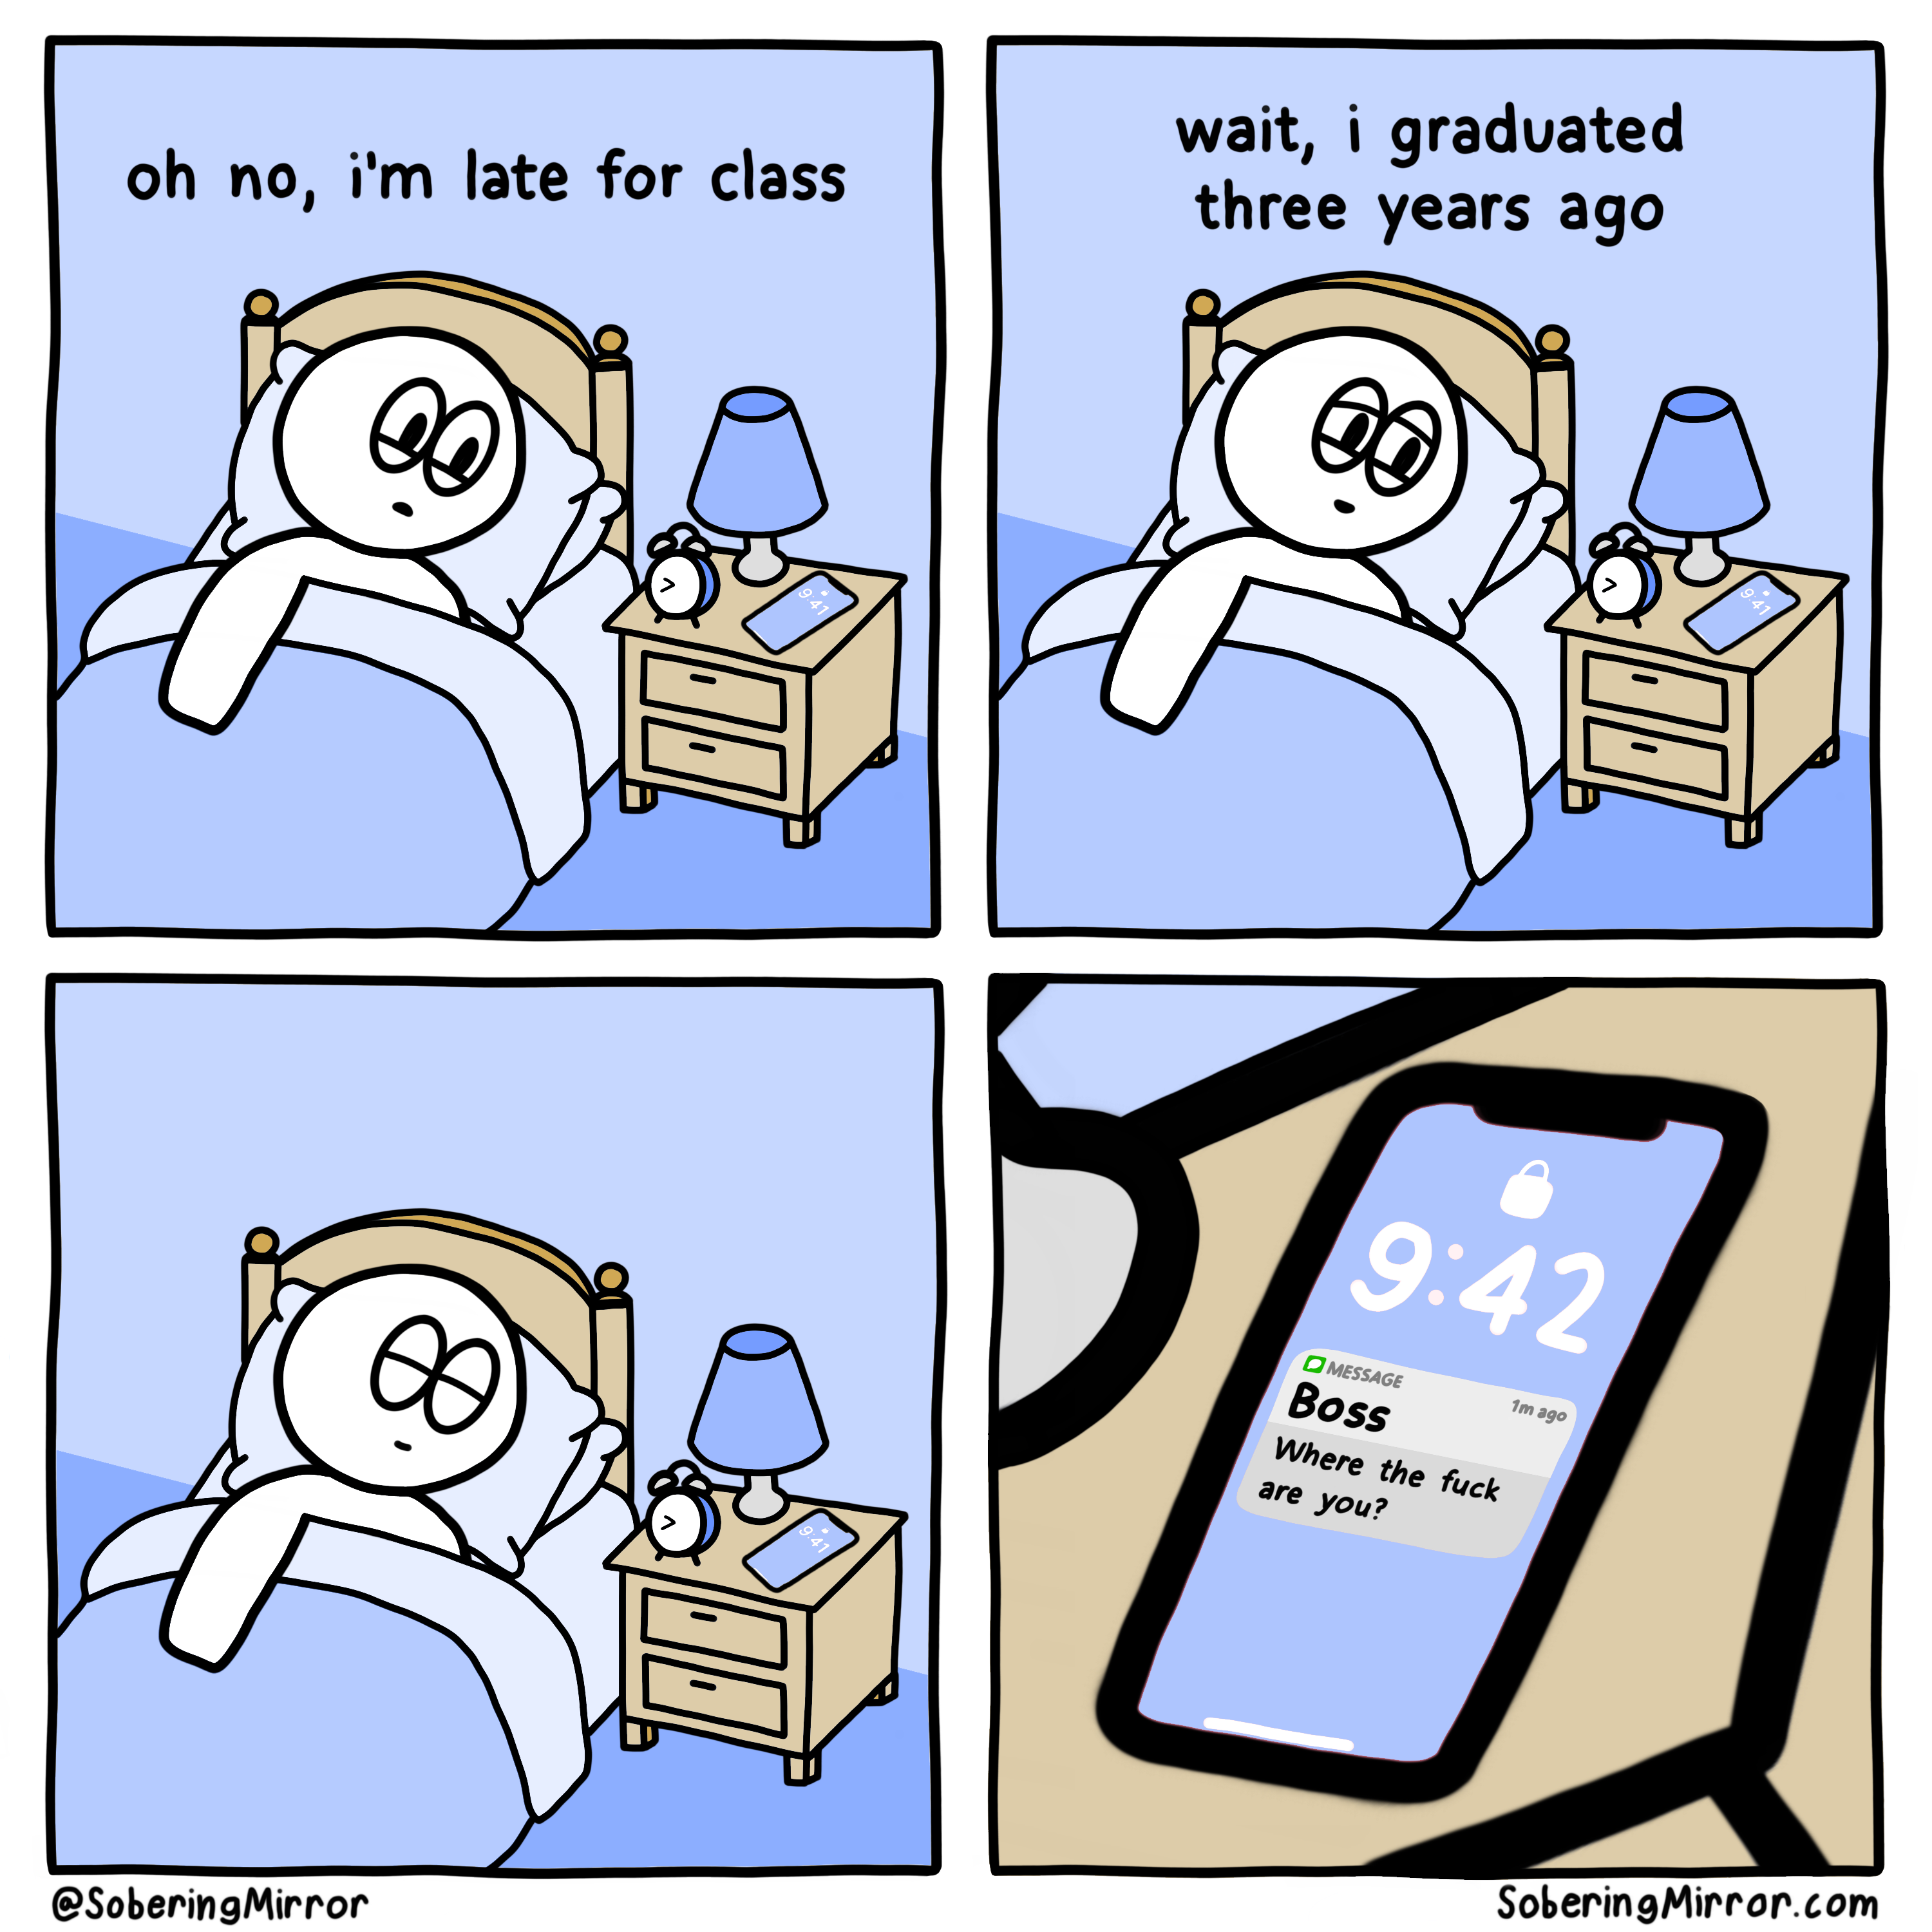 oh no, i'm late for class
wait, i graduated
three years ago
9:41
9:41
9:41
9:42
MESSAGE
Boss
1m ago
Where the fuck
are you?
@SoberingMirror
SoberingMirror.com